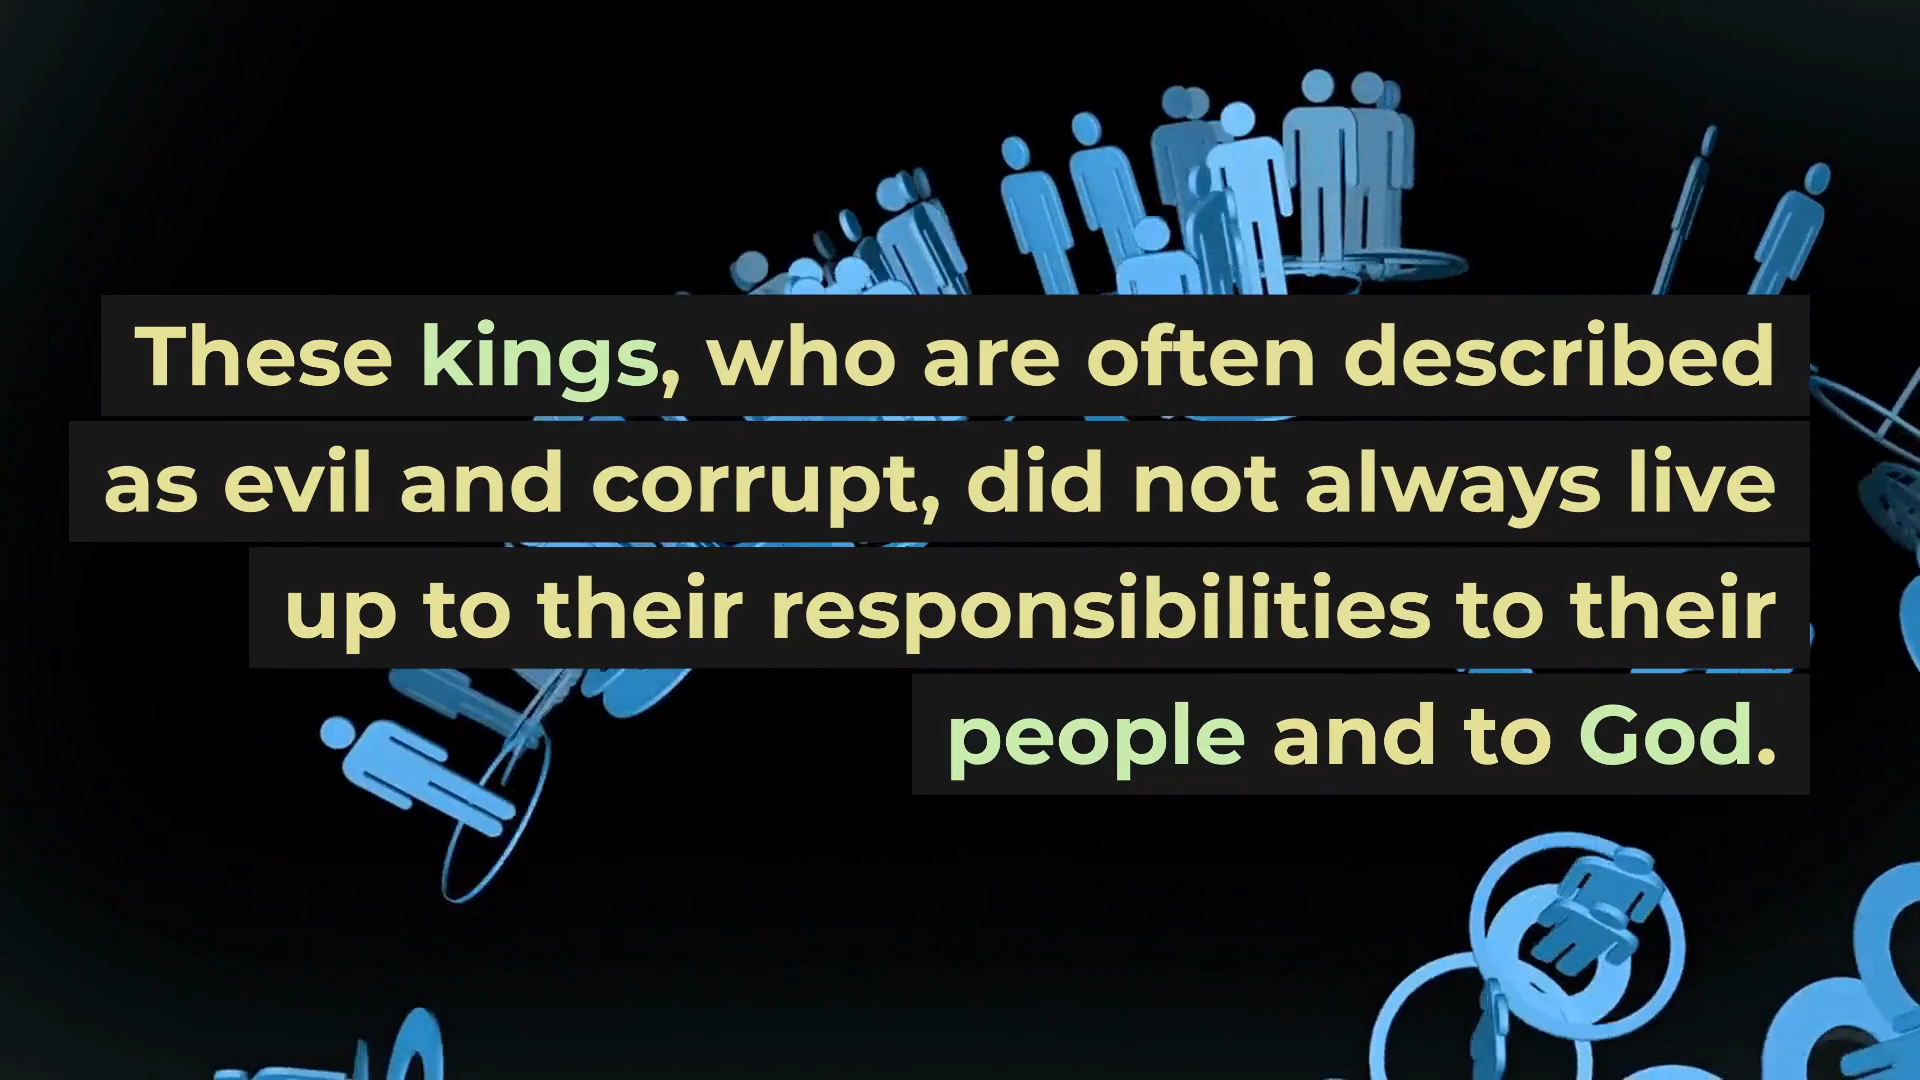 These kings, who are often described
as evil and corrupt, did not always live
up to their responsibilities to their
people and to God.